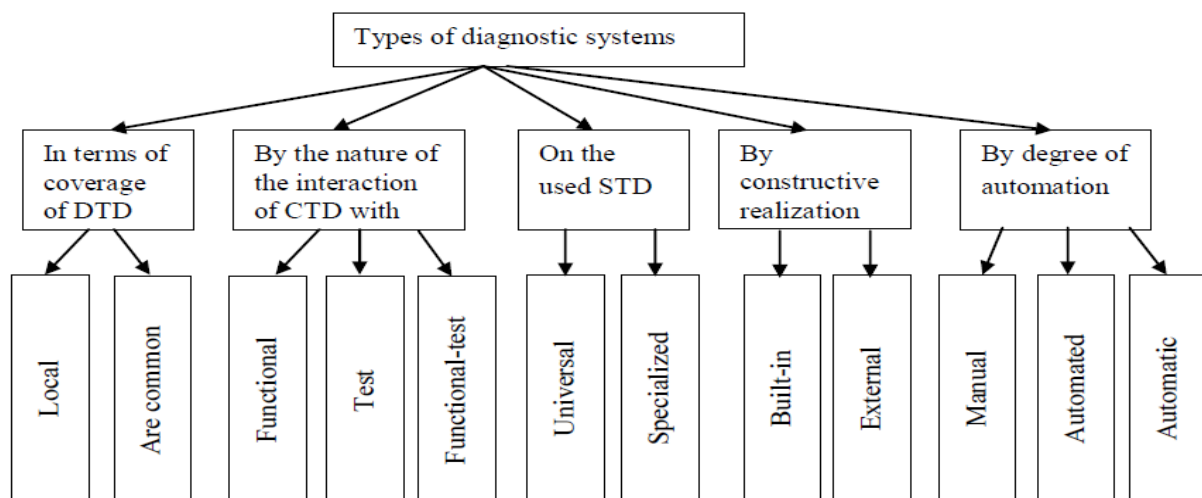 Types of diagnostic systems
In terms of
coverage
of DTD
By the nature of
the interaction
of CTD with
On the
used STD
By
constructive
realization
By degree of
automation
Local
Are common
Functional
Test
Functional-test
Universal
Specialized
Built-in
External
Manual
Automated
Automatic